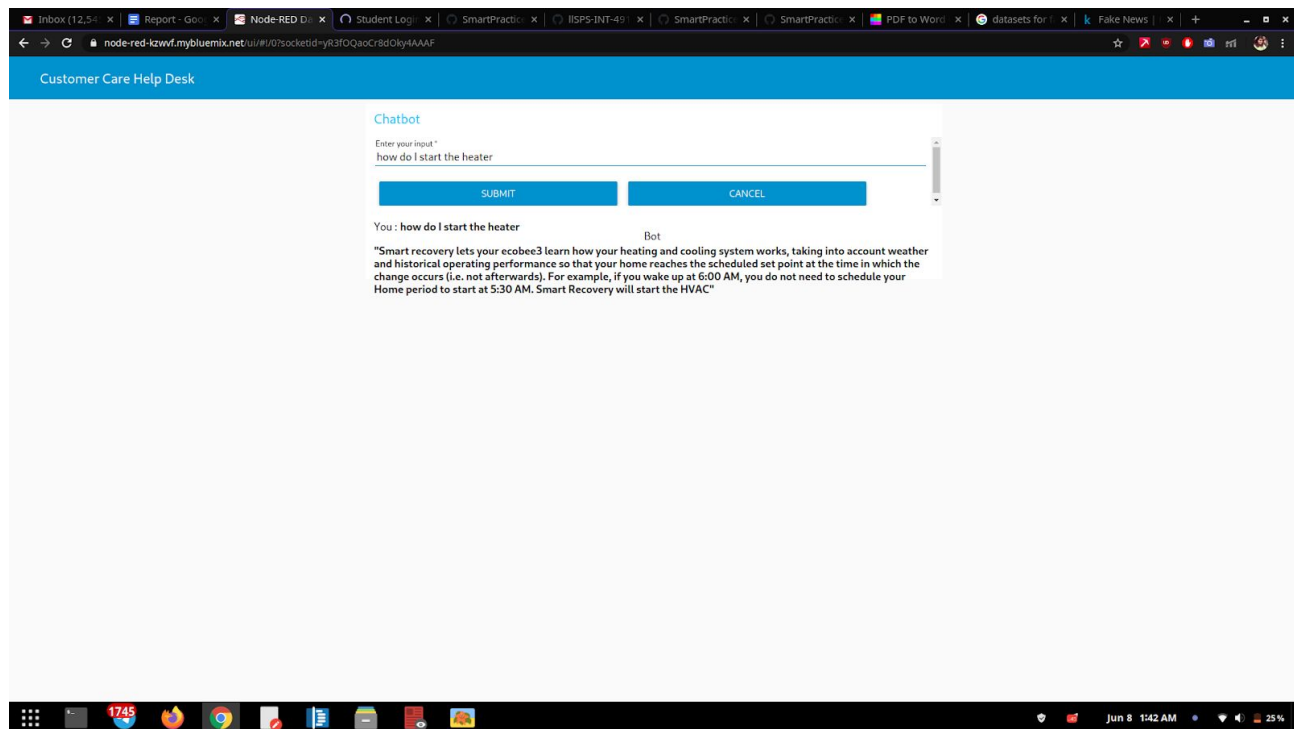 Inbox (12,54
Report - Goo
Node-RED Da
Student Login
SmartPractice
IISPS-INT-491
SmartPractice
SmartPractice
PDF to Word
datasets for f
Fake News |
node-red-kzwvf.mybluemix.net/ui/#!/0?socketid=yR3fOQaoCr8dOky4AAAF
Customer Care Help Desk
Chatbot
Enter your input *
how do I start the heater
SUBMIT CANCEL
You : how do I start the heater
Bot
"Smart recovery lets your ecobee3 learn how your heating and cooling system works, taking into account weather
and historical operating performance so that your home reaches the scheduled set point at the time in which the
change occurs (i.e. not afterwards). For example, if you wake up at 6:00 AM, you do not need to schedule your
Home period to start at 5:30 AM. Smart Recovery will start the HVAC"
1745
Jun 8 1:42 AM
25 %